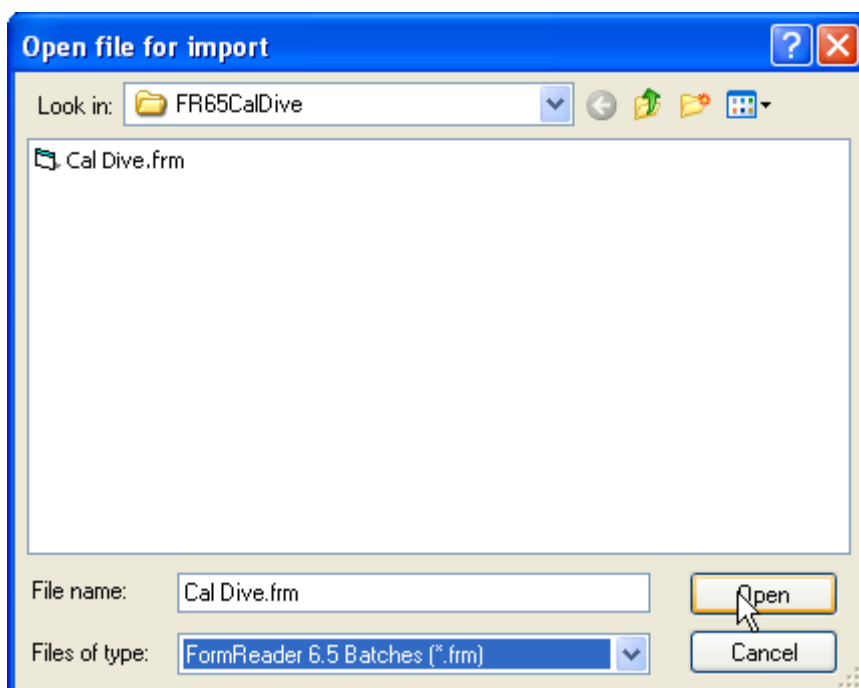 Open file for import
Look in: FR65CalDive
Cal Dive.frm
File name: Cal Dive.frm Open
Files of type: FormReader 6.5 Batches (*.frm) Cancel